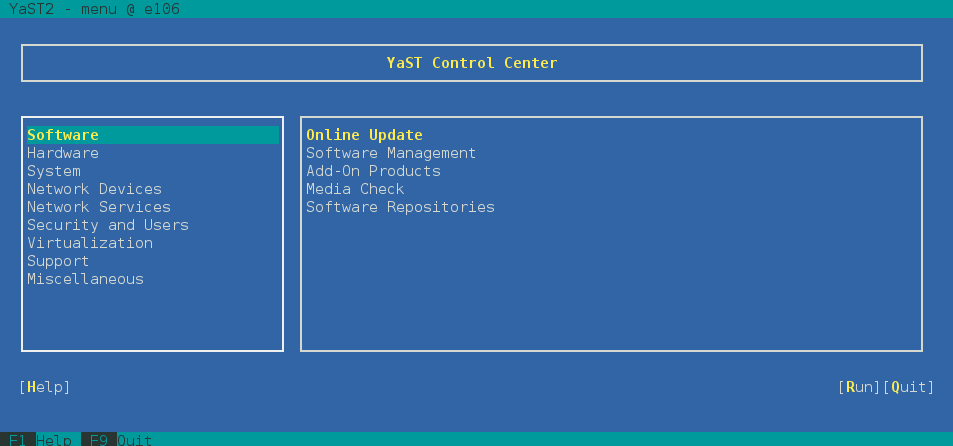 YaST2 - menu @ e106
YaST Control Center
Software
Hardware
System
Network Devices
Network Services
Security and Users
Virtualization
Support
Miscellaneous
Online Update
Software Management
Add-On Products
Media Check
Software Repositories
[Help] [Run][Quit]
F1 Help F9 Quit